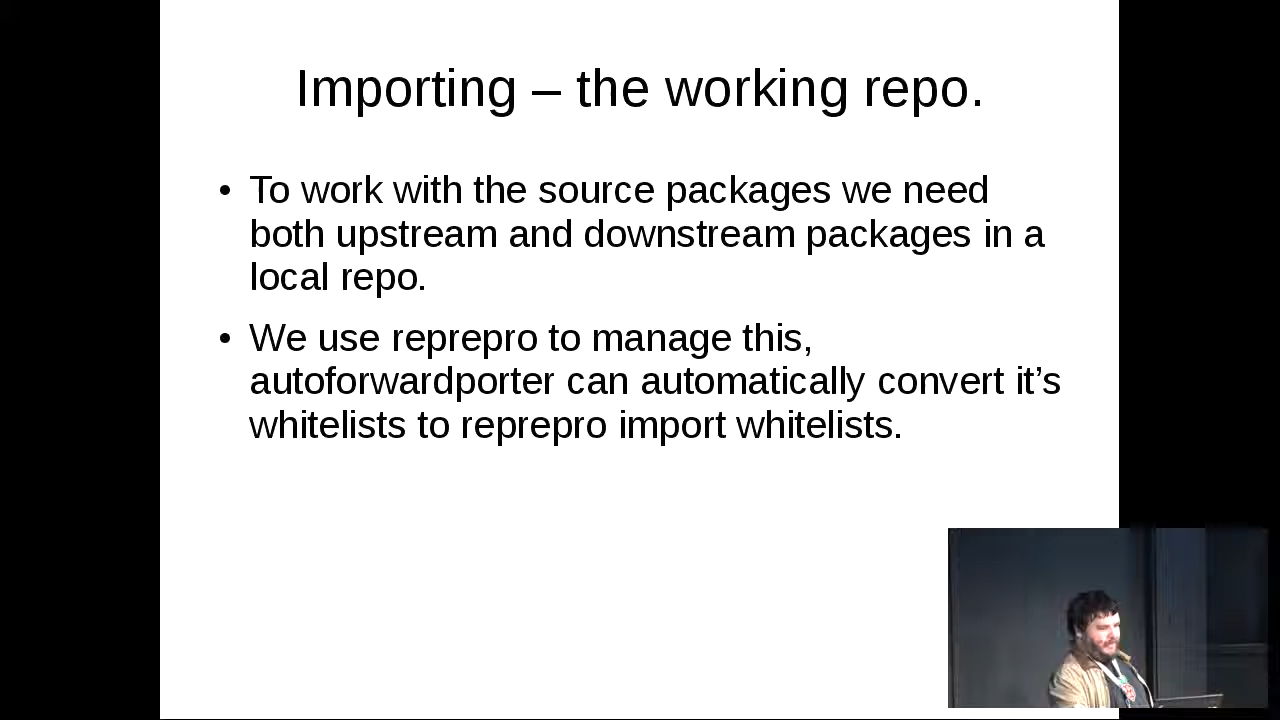 Importing – the working repo.
• To work with the source packages we need
both upstream and downstream packages in a
local repo.
• We use reprepro to manage this,
autoforwardporter can automatically convert it’s
whitelists to reprepro import whitelists.